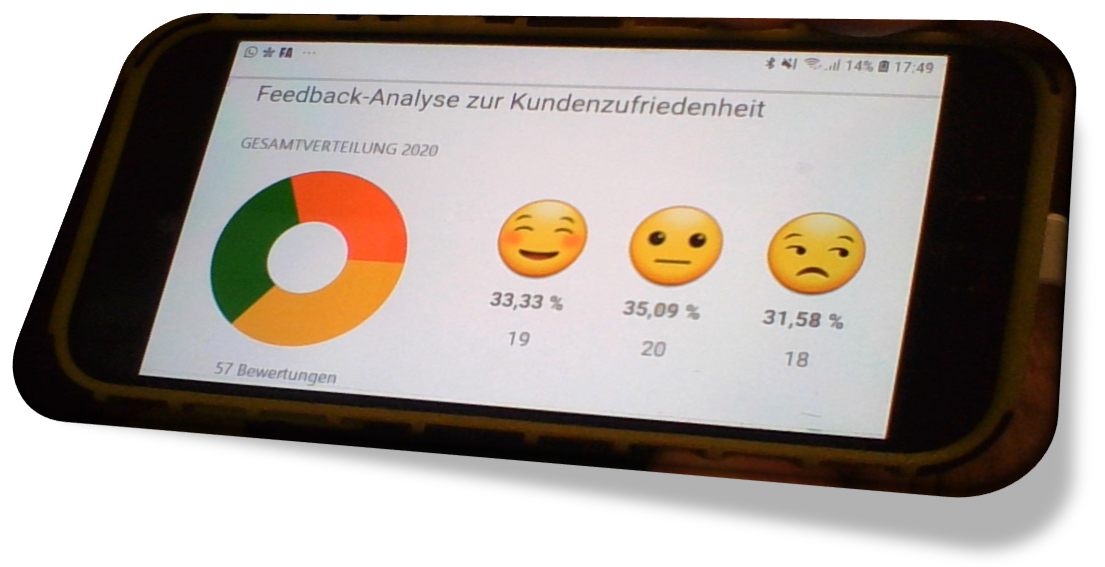 FA ... 14% 17:49
Feedback-Analyse zur Kundenzufriedenheit
GESAMTVERTEILUNG 2020
33,33 % 35,09 % 31,58 %
19 20 18
57 Bewertungen